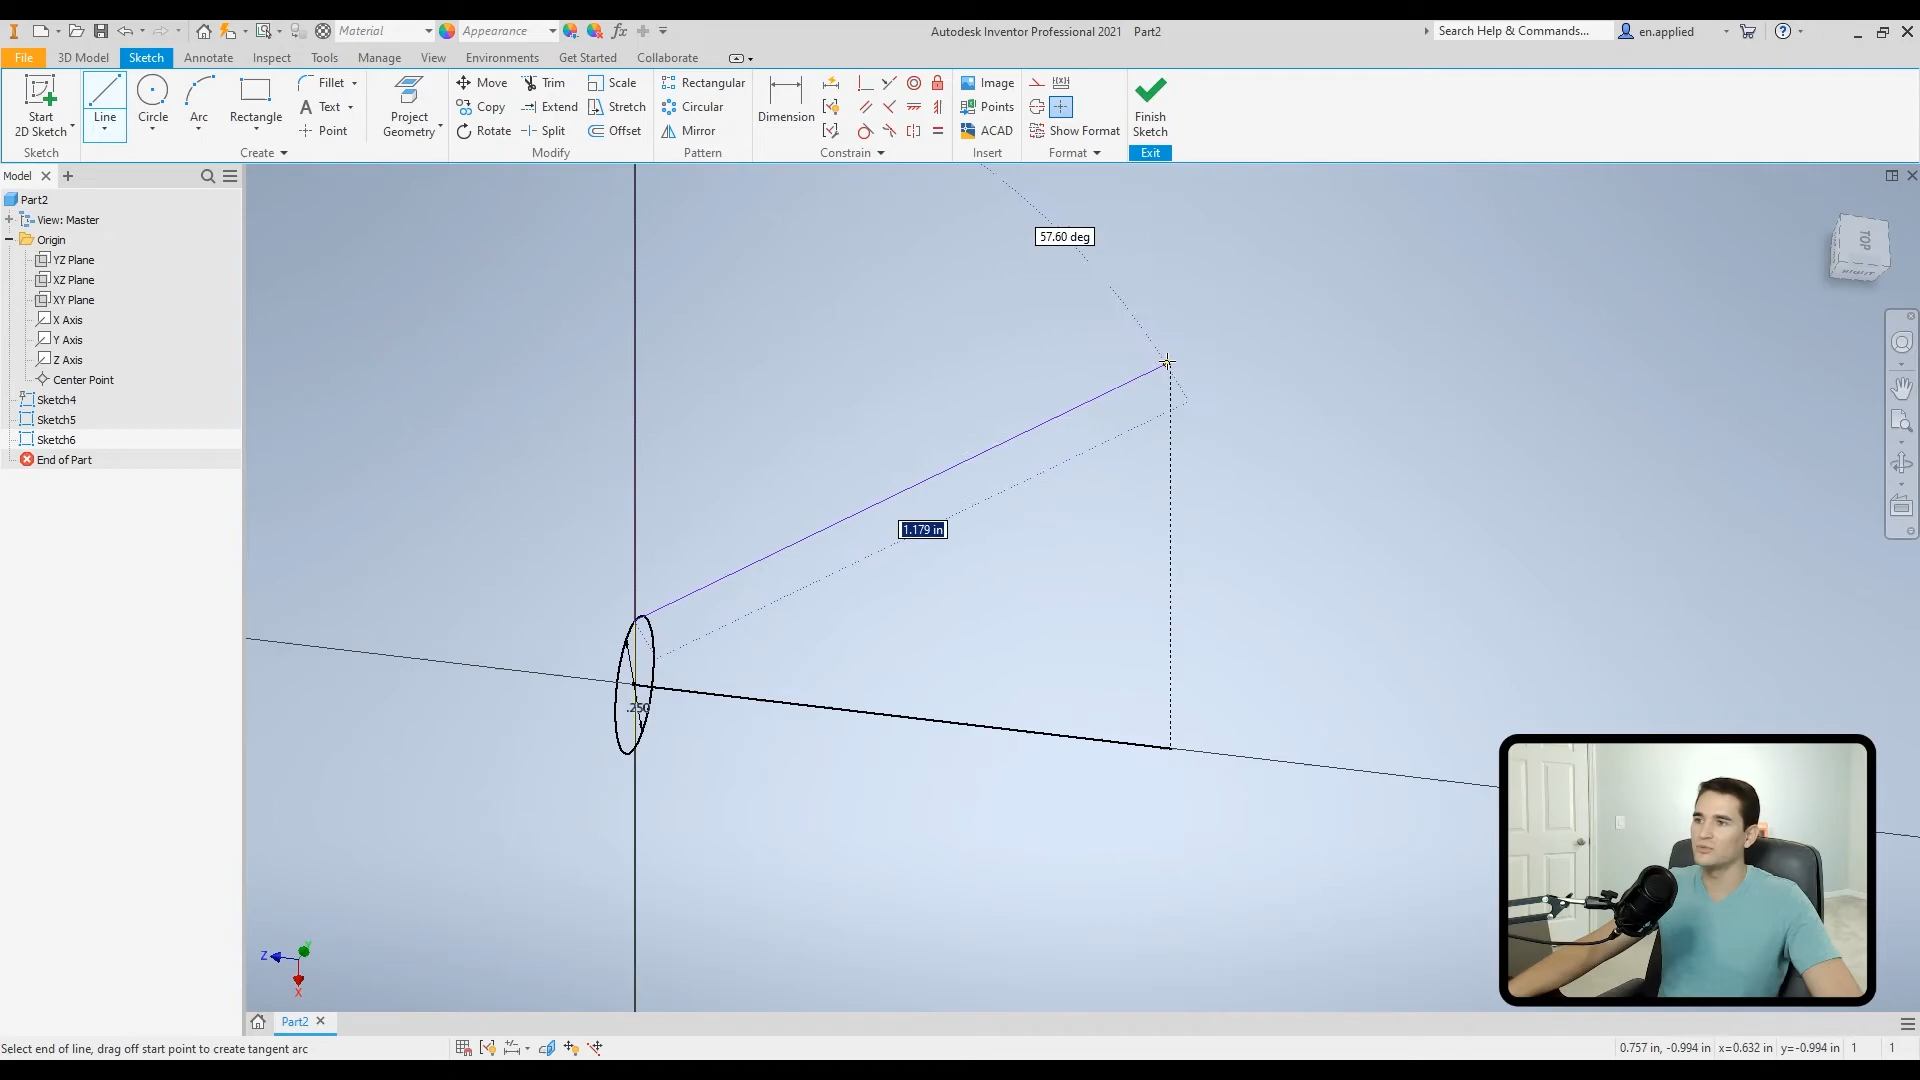 Material
Appearance
Autodesk Inventor Professional 2021 Part2
Search Help & Commands...
en.applied
File
3D Model
Sketch
Annotate
Inspect
Tools
Manage
View
Environments
Get Started
Collaborate
Start
2D Sketch
Line
Circle
Arc
Rectangle
Fillet
Text
Point
Project
Geometry
Move
Copy
Rotate
Trim
Extend
Split
Scale
Stretch
Offset
Rectangular
Circular
Mirror
Dimension
Image
Points
ACAD
Show Format
Finish
Sketch
Sketch
Create
Modify
Pattern
Constrain
Insert
Format
Exit
Model
Part2
View: Master
Origin
YZ Plane
XZ Plane
XY Plane
X Axis
Y Axis
Z Axis
Center Point
Sketch4
Sketch5
Sketch6
End of Part
57.60 deg
1.179 in
.250
TOP
RIGHT
Z
Y
X
Part2
Select end of line, drag off start point to create tangent arc
0.757 in, -0.994 in x=0.632 in y=-0.994 in 1 1